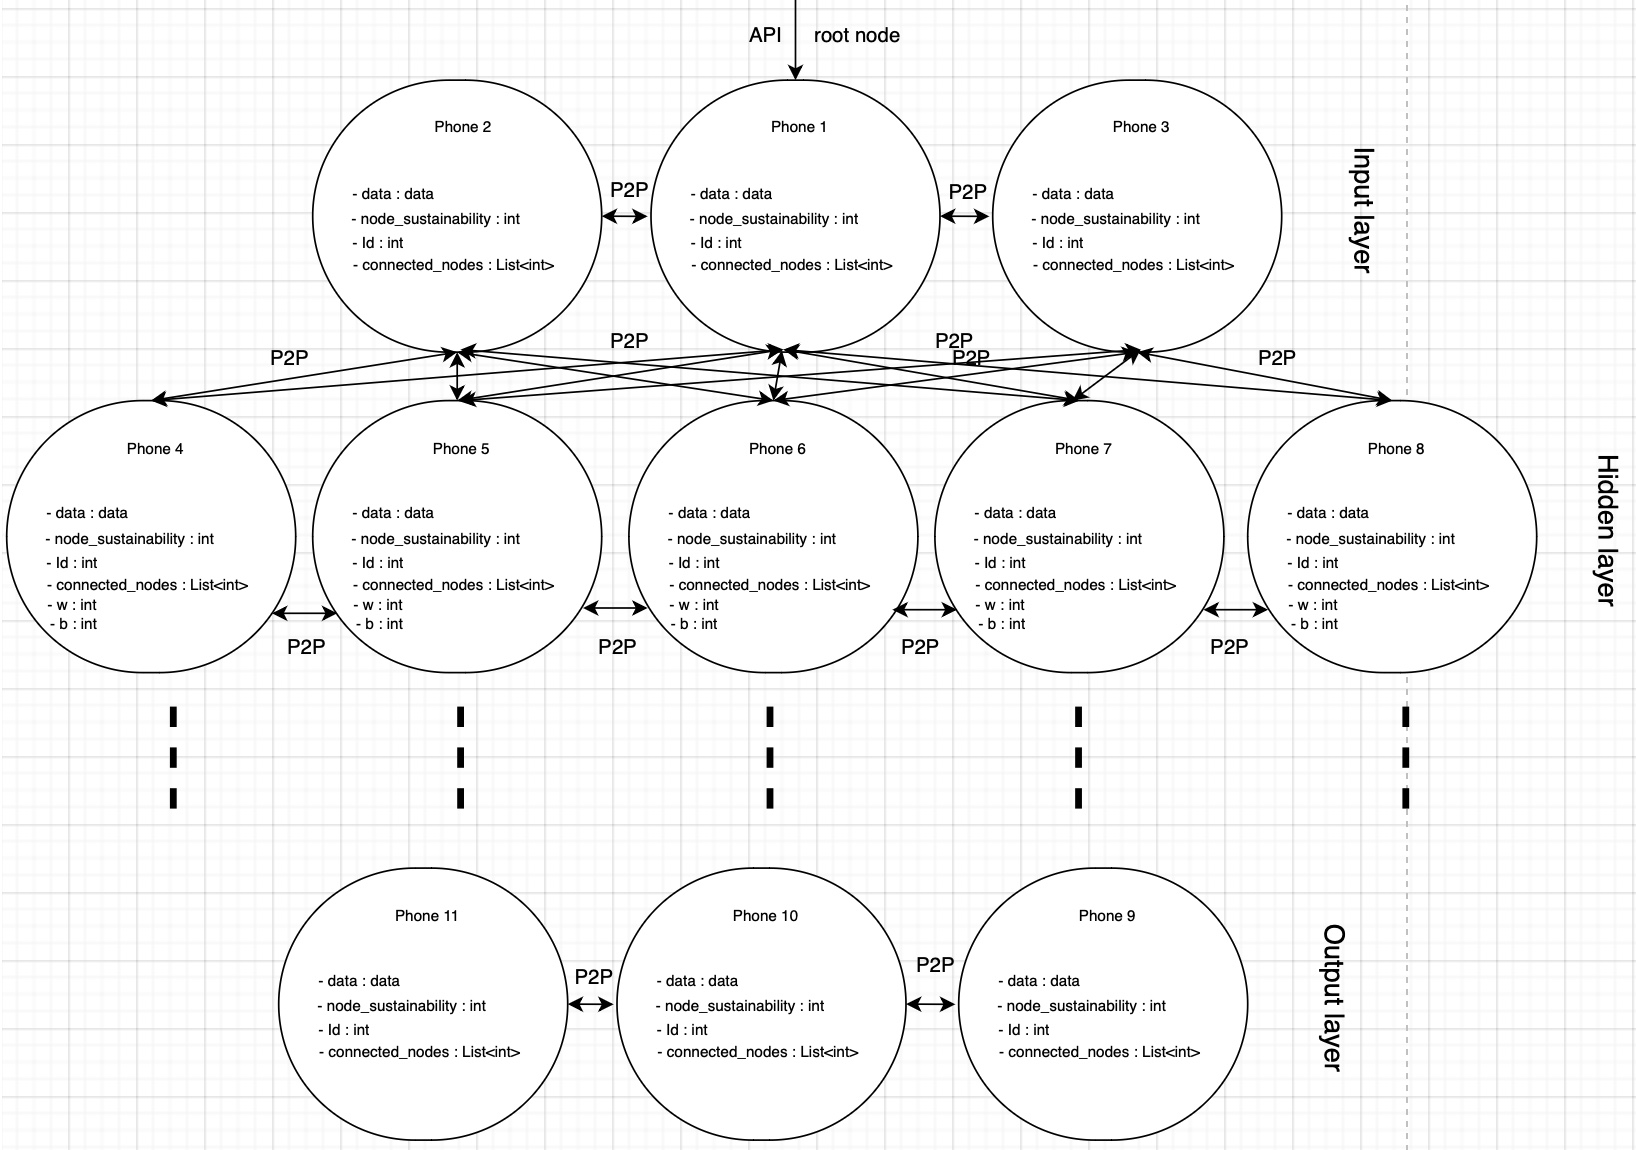 API
root node
Phone 2
- data : data
- node_sustainability : int
- Id : int
- connected_nodes : List<int>
P2P
Phone 1
- data : data
- node_sustainability : int
- Id : int
- connected_nodes : List<int>
P2P
Phone 3
- data : data
- node_sustainability : int
- Id : int
- connected_nodes : List<int>
Input layer
P2P
P2P
P2P
P2P
P2P
Phone 4
- data : data
- node_sustainability : int
- Id : int
- connected_nodes : List<int>
- w : int
- b : int
P2P
Phone 5
- data : data
- node_sustainability : int
- Id : int
- connected_nodes : List<int>
- w : int
- b : int
P2P
Phone 6
- data : data
- node_sustainability : int
- Id : int
- connected_nodes : List<int>
- w : int
- b : int
P2P
Phone 7
- data : data
- node_sustainability : int
- Id : int
- connected_nodes : List<int>
- w : int
- b : int
P2P
Phone 8
- data : data
- node_sustainability : int
- Id : int
- connected_nodes : List<int>
- w : int
- b : int
Hidden layer
Phone 11
- data : data
- node_sustainability : int
- Id : int
- connected_nodes : List<int>
P2P
Phone 10
- data : data
- node_sustainability : int
- Id : int
- connected_nodes : List<int>
P2P
Phone 9
- data : data
- node_sustainability : int
- Id : int
- connected_nodes : List<int>
Output layer